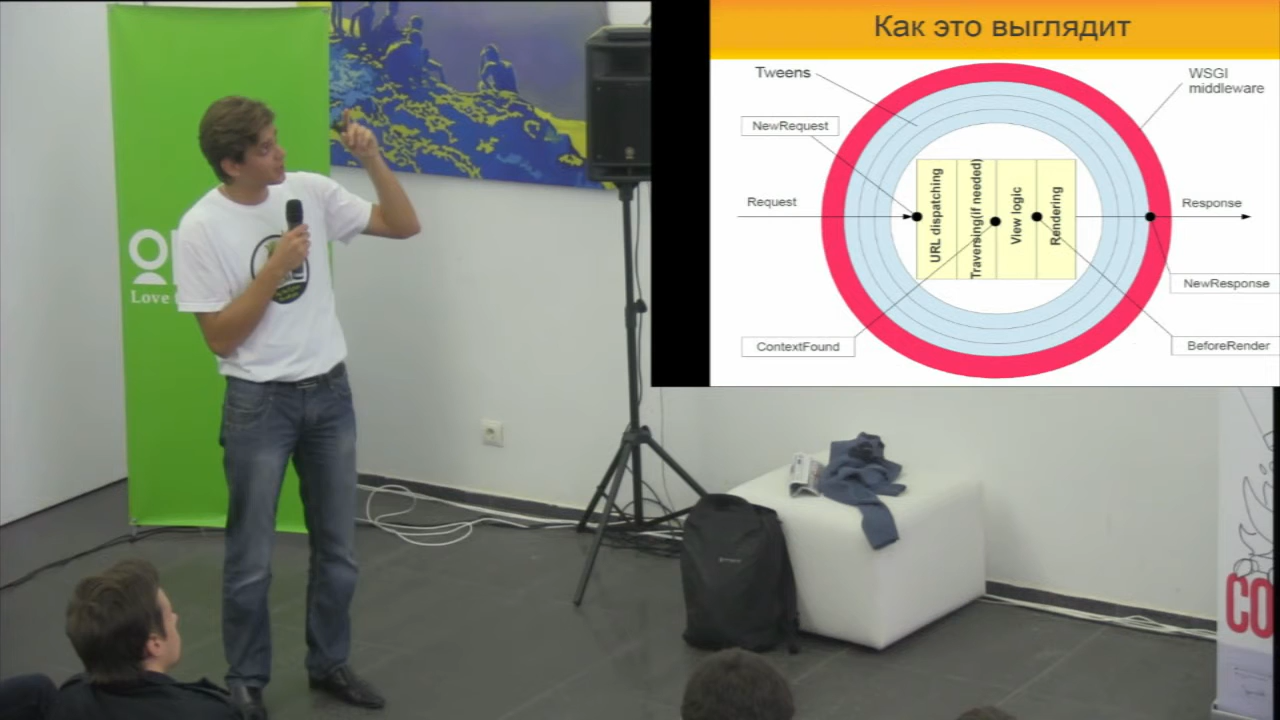 Как это выглядит
Tweens
WSGI
middleware
NewRequest
Request
URL dispatching
Traversing(if needed)
View logic
Rendering
Response
NewResponse
ContextFound
BeforeRender
Love
CO